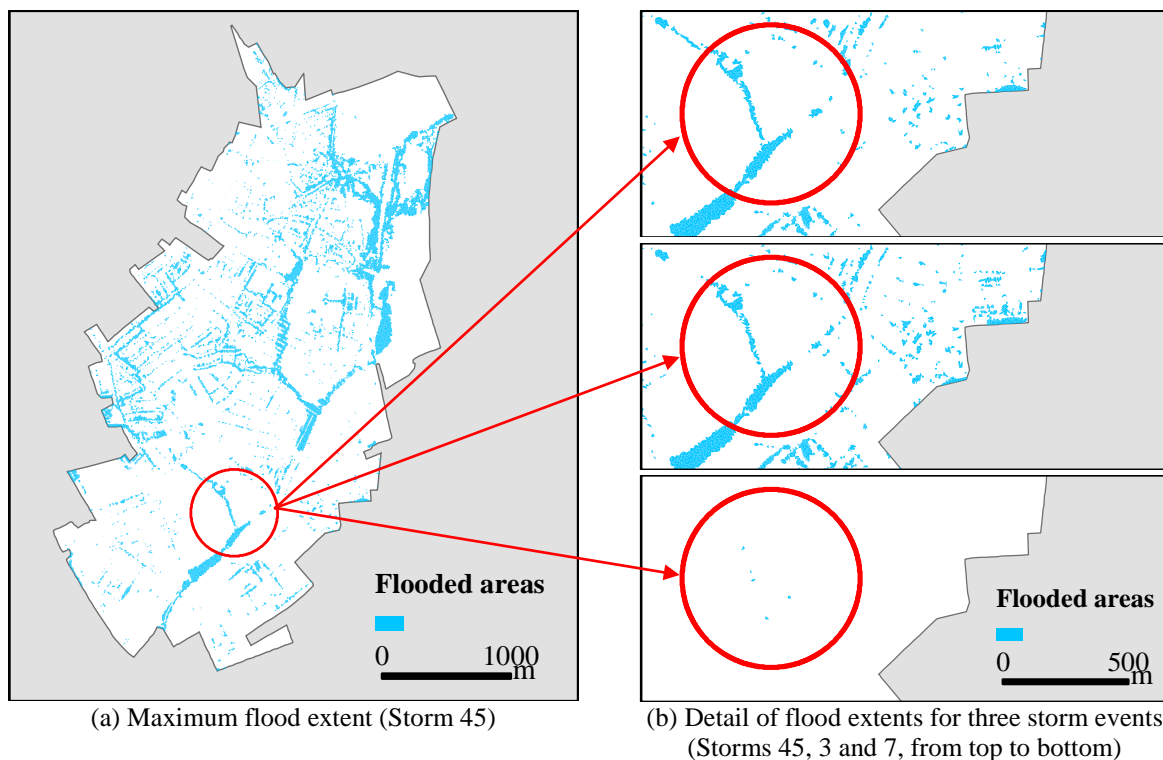 Flooded areas
0 1000
m
(a) Maximum flood extent (Storm 45)
Flooded areas
0 500
m
(b) Detail of flood extents for three storm events
(Storms 45, 3 and 7, from top to bottom)